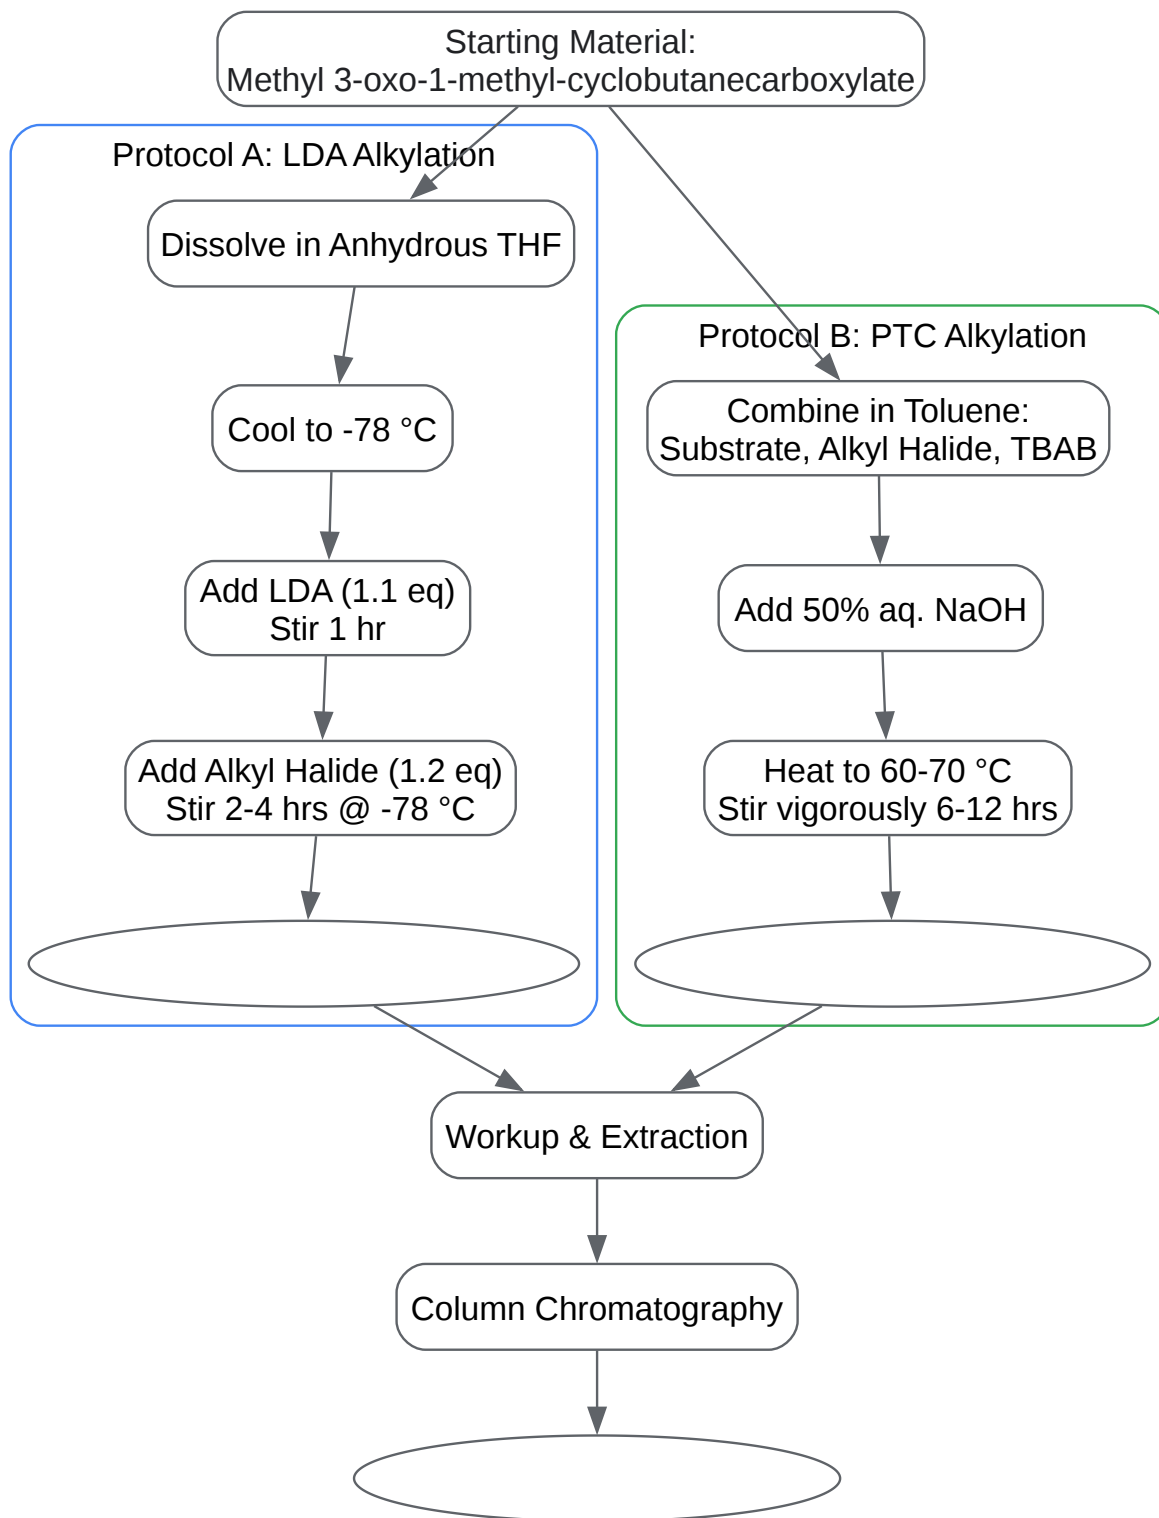 Starting Material:
Methyl 3-oxo-1-methyl-cyclobutanecarboxylate
Protocol A: LDA Alkylation
Dissolve in Anhydrous THF
Cool to -78 °C
Add LDA (1.1 eq)
Stir 1 hr
Add Alkyl Halide (1.2 eq)
Stir 2-4 hrs @ -78 °C
Protocol B: PTC Alkylation
Combine in Toluene:
Substrate, Alkyl Halide, TBAB
Add 50% aq. NaOH
Heat to 60-70 °C
Stir vigorously 6-12 hrs
Workup & Extraction
Column Chromatography